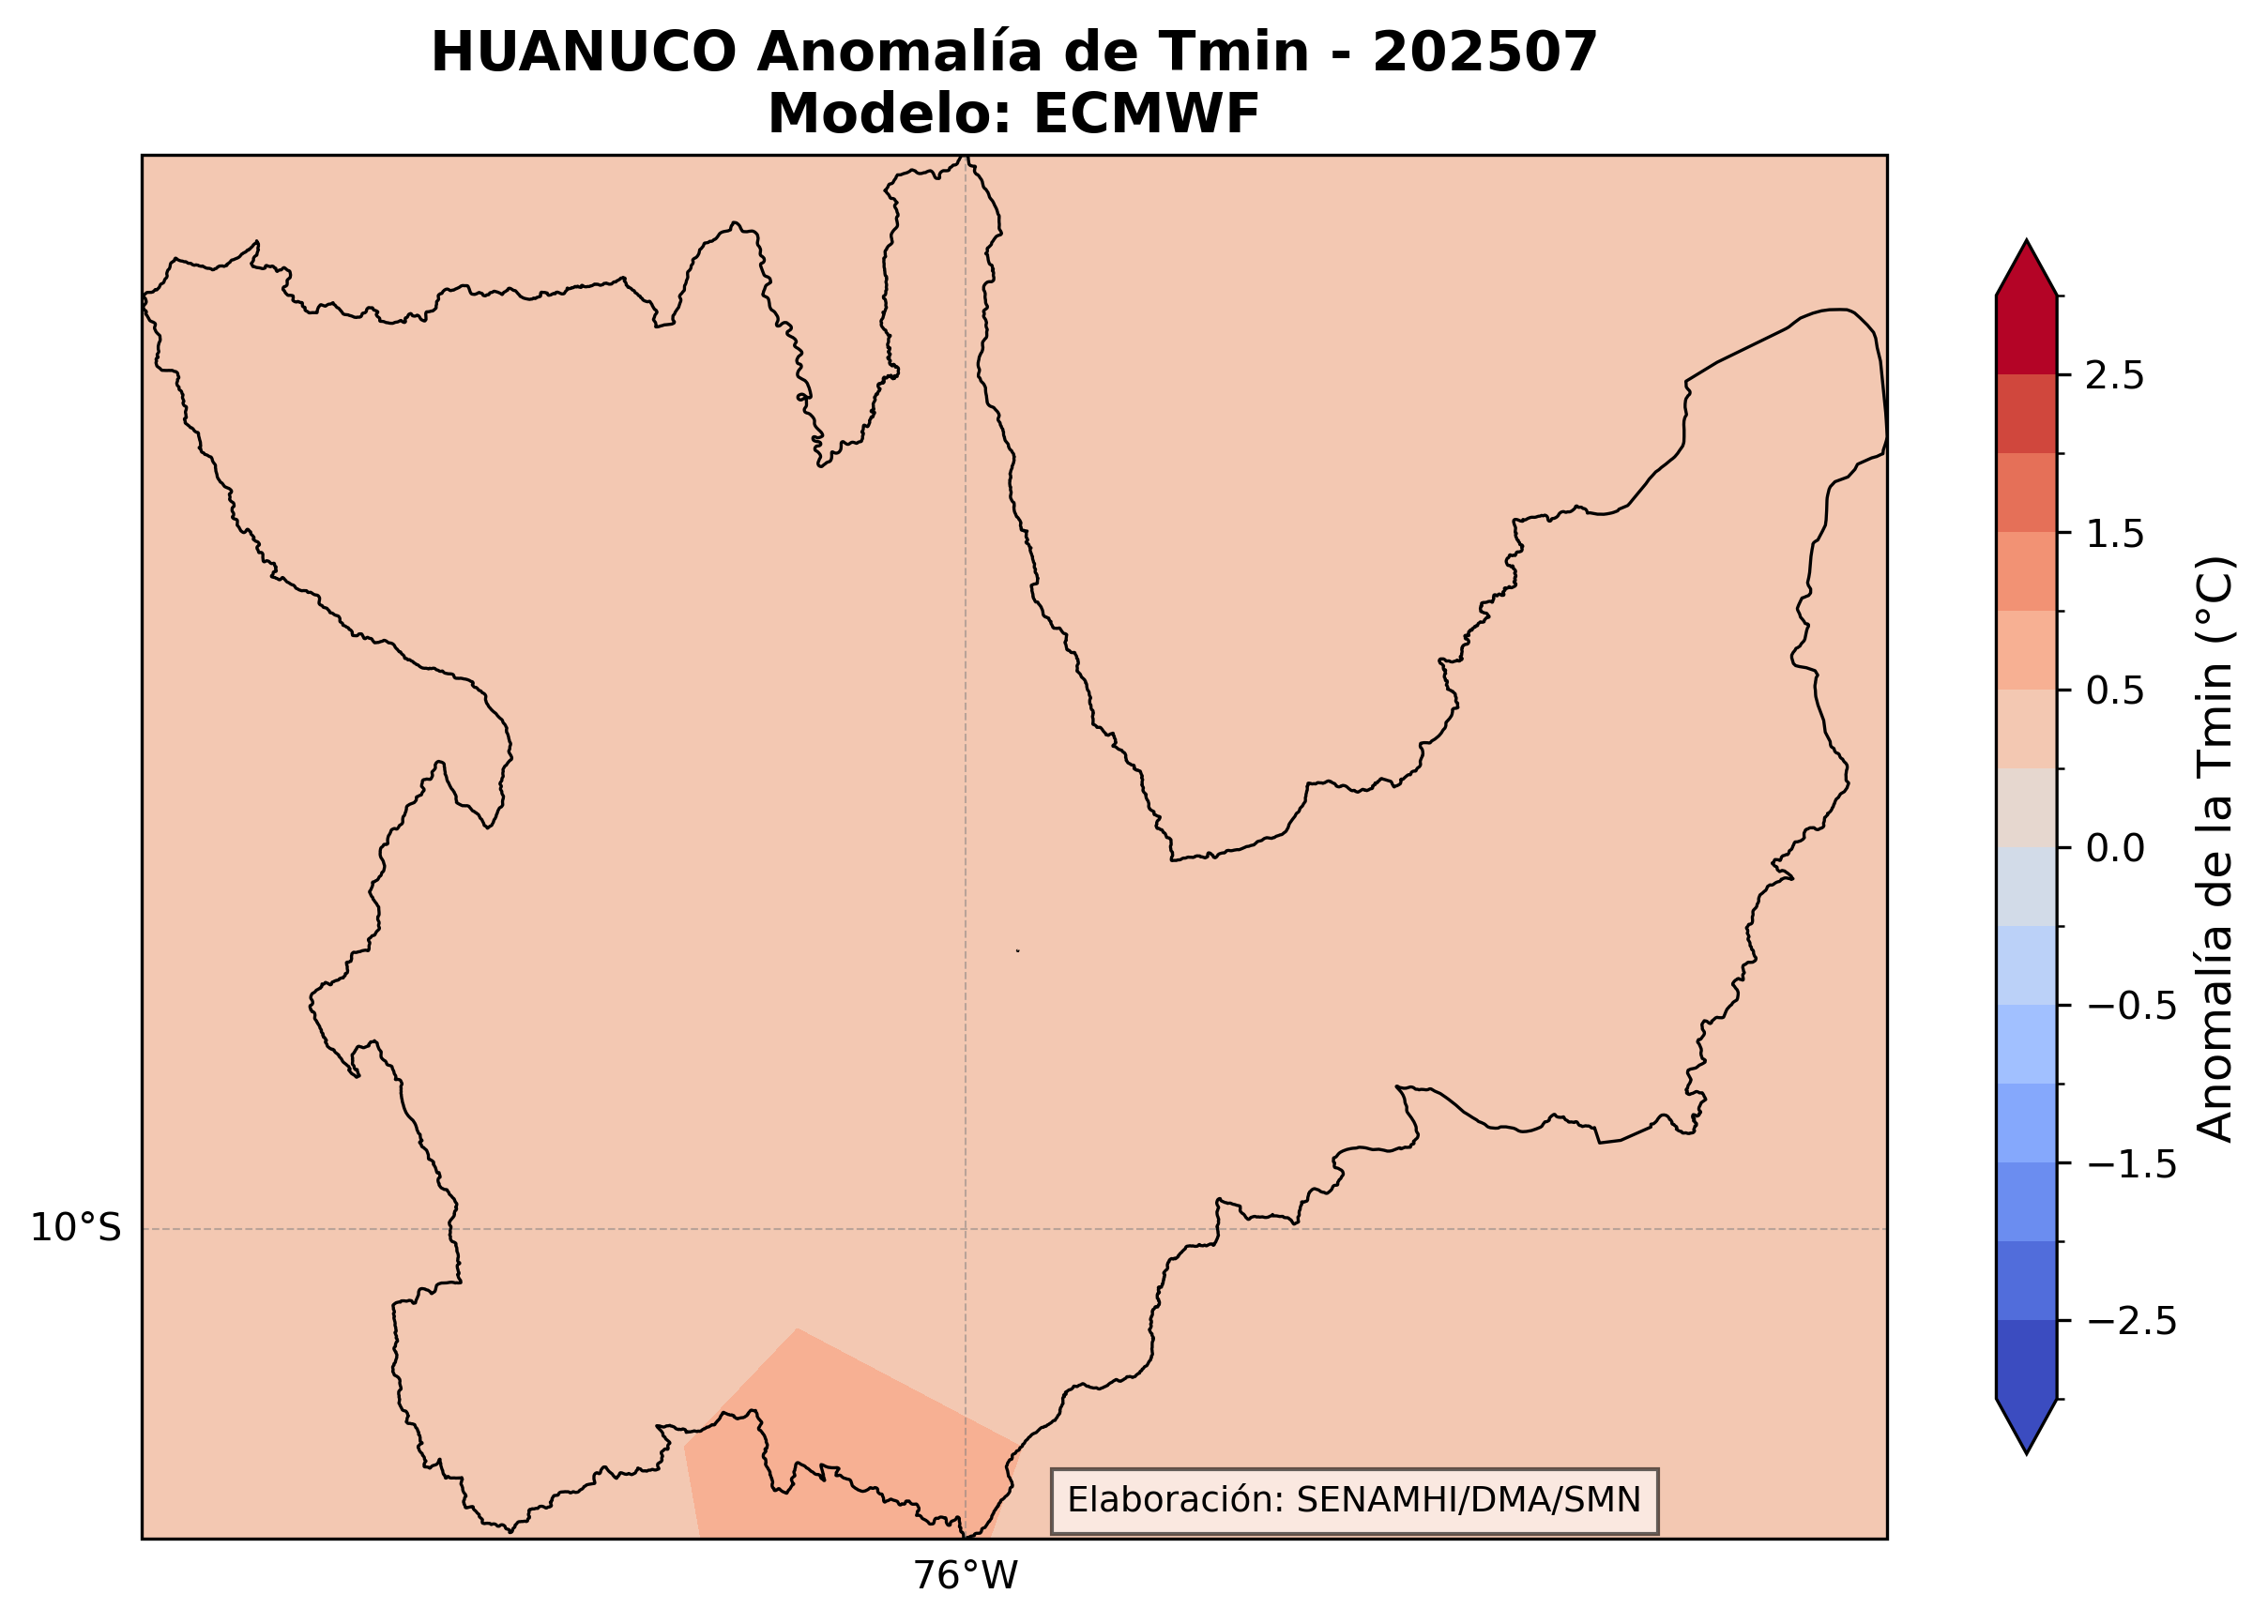 HUANUCO Anomalía de Tmin - 202507
Modelo: ECMWF
2.5
1.5
0.5
0.0
−0.5
−1.5
−2.5
Anomalía de la Tmin (°C)
10°S
76°W
Elaboración: SENAMHI/DMA/SMN